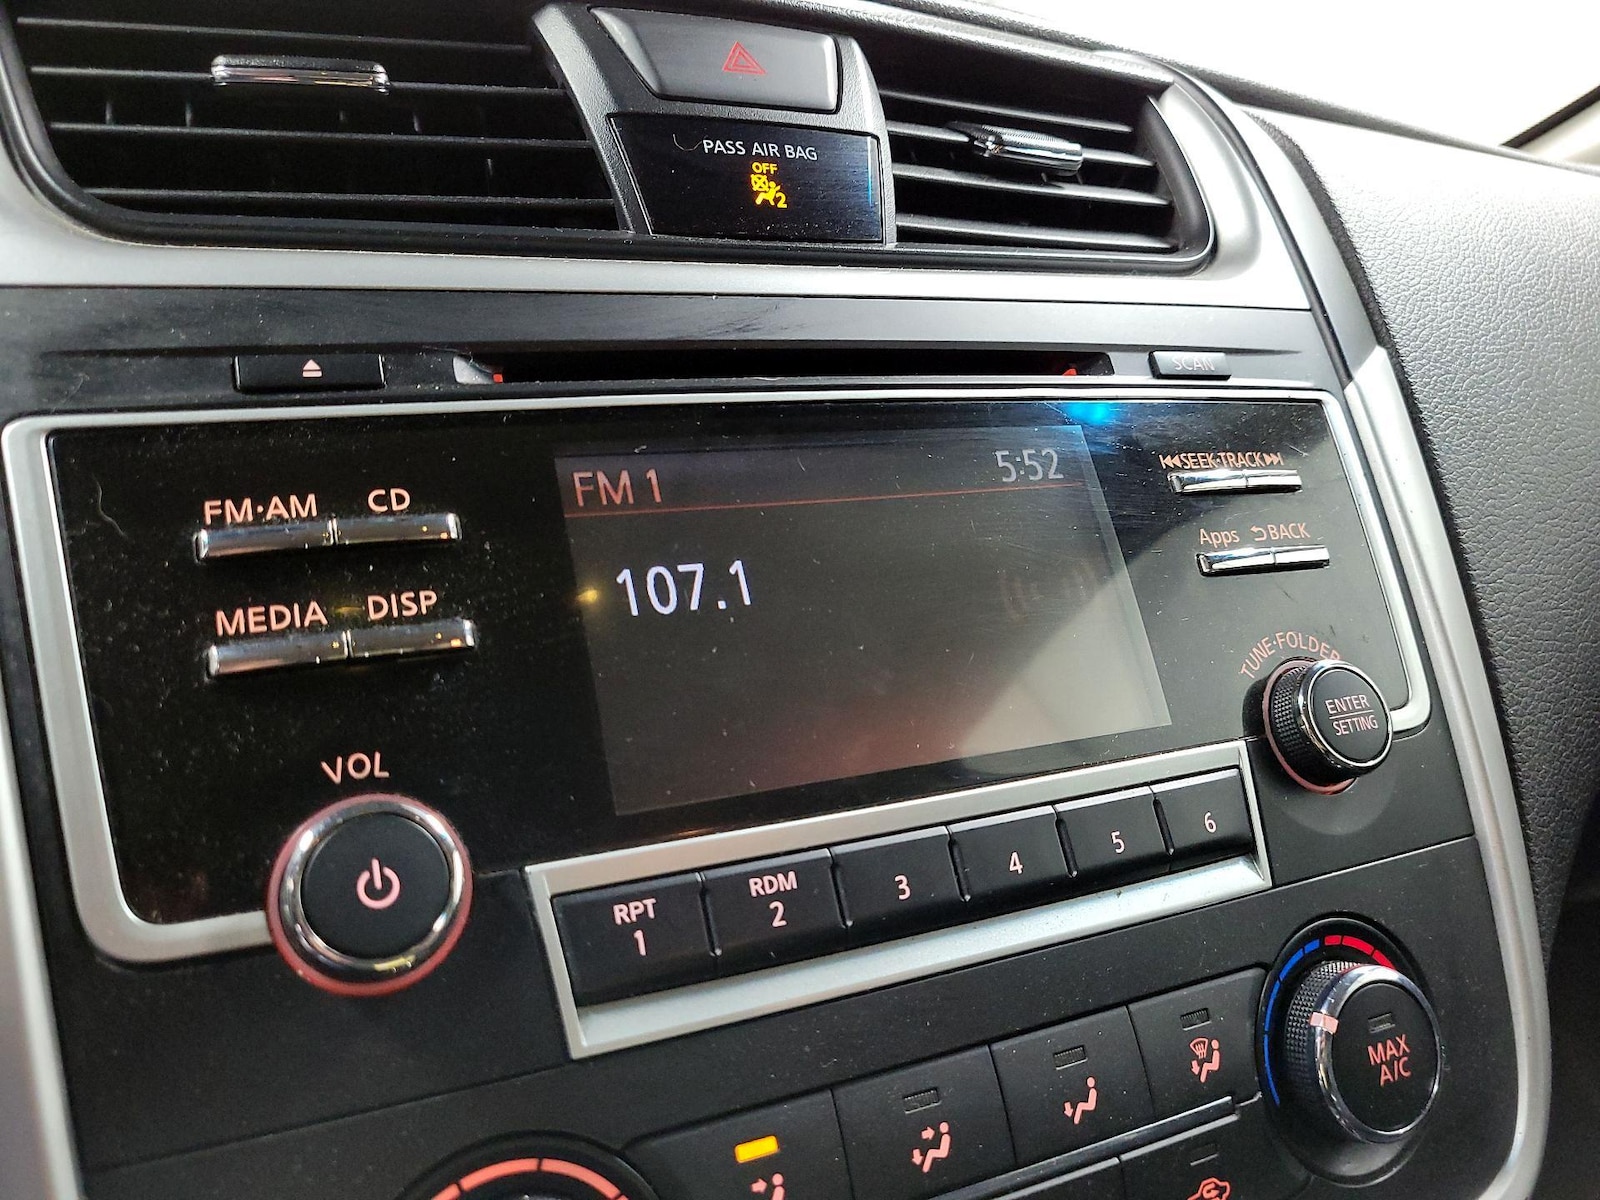 PASS AIR BAG
OFF
2
SCAN
FM 1 5:52
SEEK·TRACK
FM·AM CD
Apps BACK
107.1
MEDIA DISP
TUNE·FOLDER
ENTER
SETTING
VOL
RPT
1
RDM
2
3
4
5
6
MAX
A/C